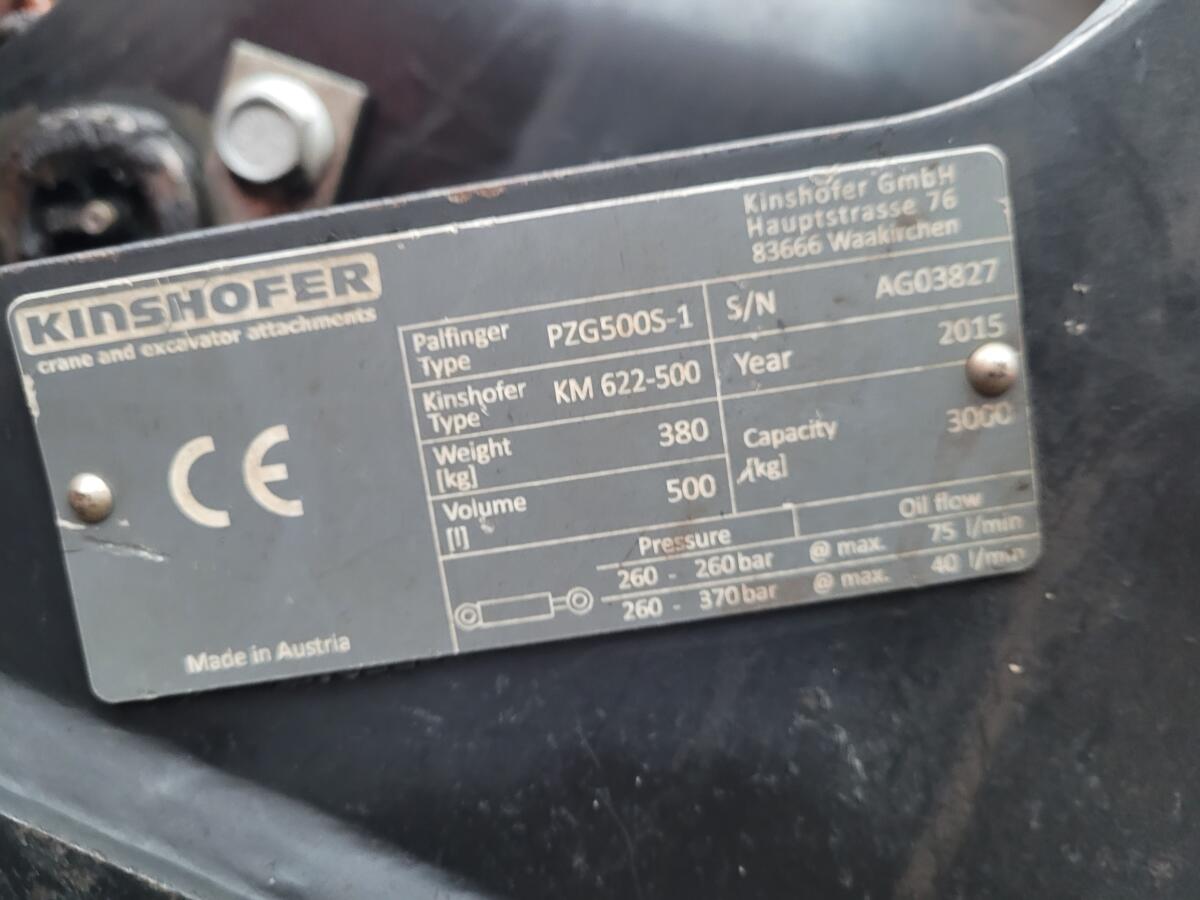 Kinshofer GmbH
Hauptstrasse 76
83666 Waakirchen
KINSHOFER
crane and excavator attachments
Palfinger Type PZG500S-1
S/N AG03827
Kinshofer Type KM 622-500
Year 2015
Weight [kg] 380
Capacity [kg] 3000
Volume [l] 500
Pressure Oil flow
260 - 260 bar @ max. 75 l/min
260 - 370 bar @ max. 40 l/min
CE
Made in Austria